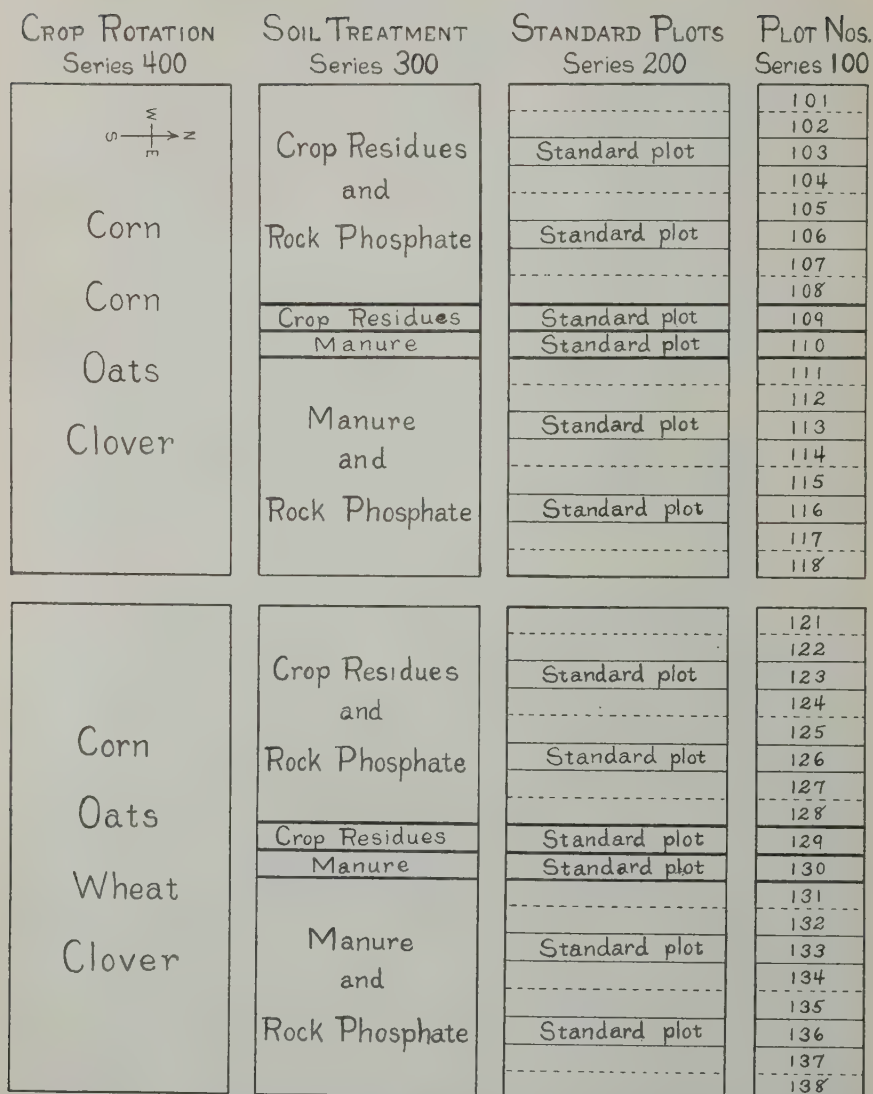 CROP ROTATION
Series 400
SOIL TREATMENT
Series 300
STANDARD PLOTS
Series 200
PLOT NOS.
Series 100
W
S N
E
Corn
Corn
Oats
Clover
Crop Residues
and
Rock Phosphate
Crop Residues
Manure
Manure
and
Rock Phosphate
Standard plot
Standard plot
Standard plot
Standard plot
Standard plot
Standard plot
101
102
103
104
105
106
107
108
109
110
111
112
113
114
115
116
117
118
Corn
Oats
Wheat
Clover
Crop Residues
and
Rock Phosphate
Crop Residues
Manure
Manure
and
Rock Phosphate
Standard plot
Standard plot
Standard plot
Standard plot
Standard plot
Standard plot
121
122
123
124
125
126
127
128
129
130
131
132
133
134
135
136
137
138